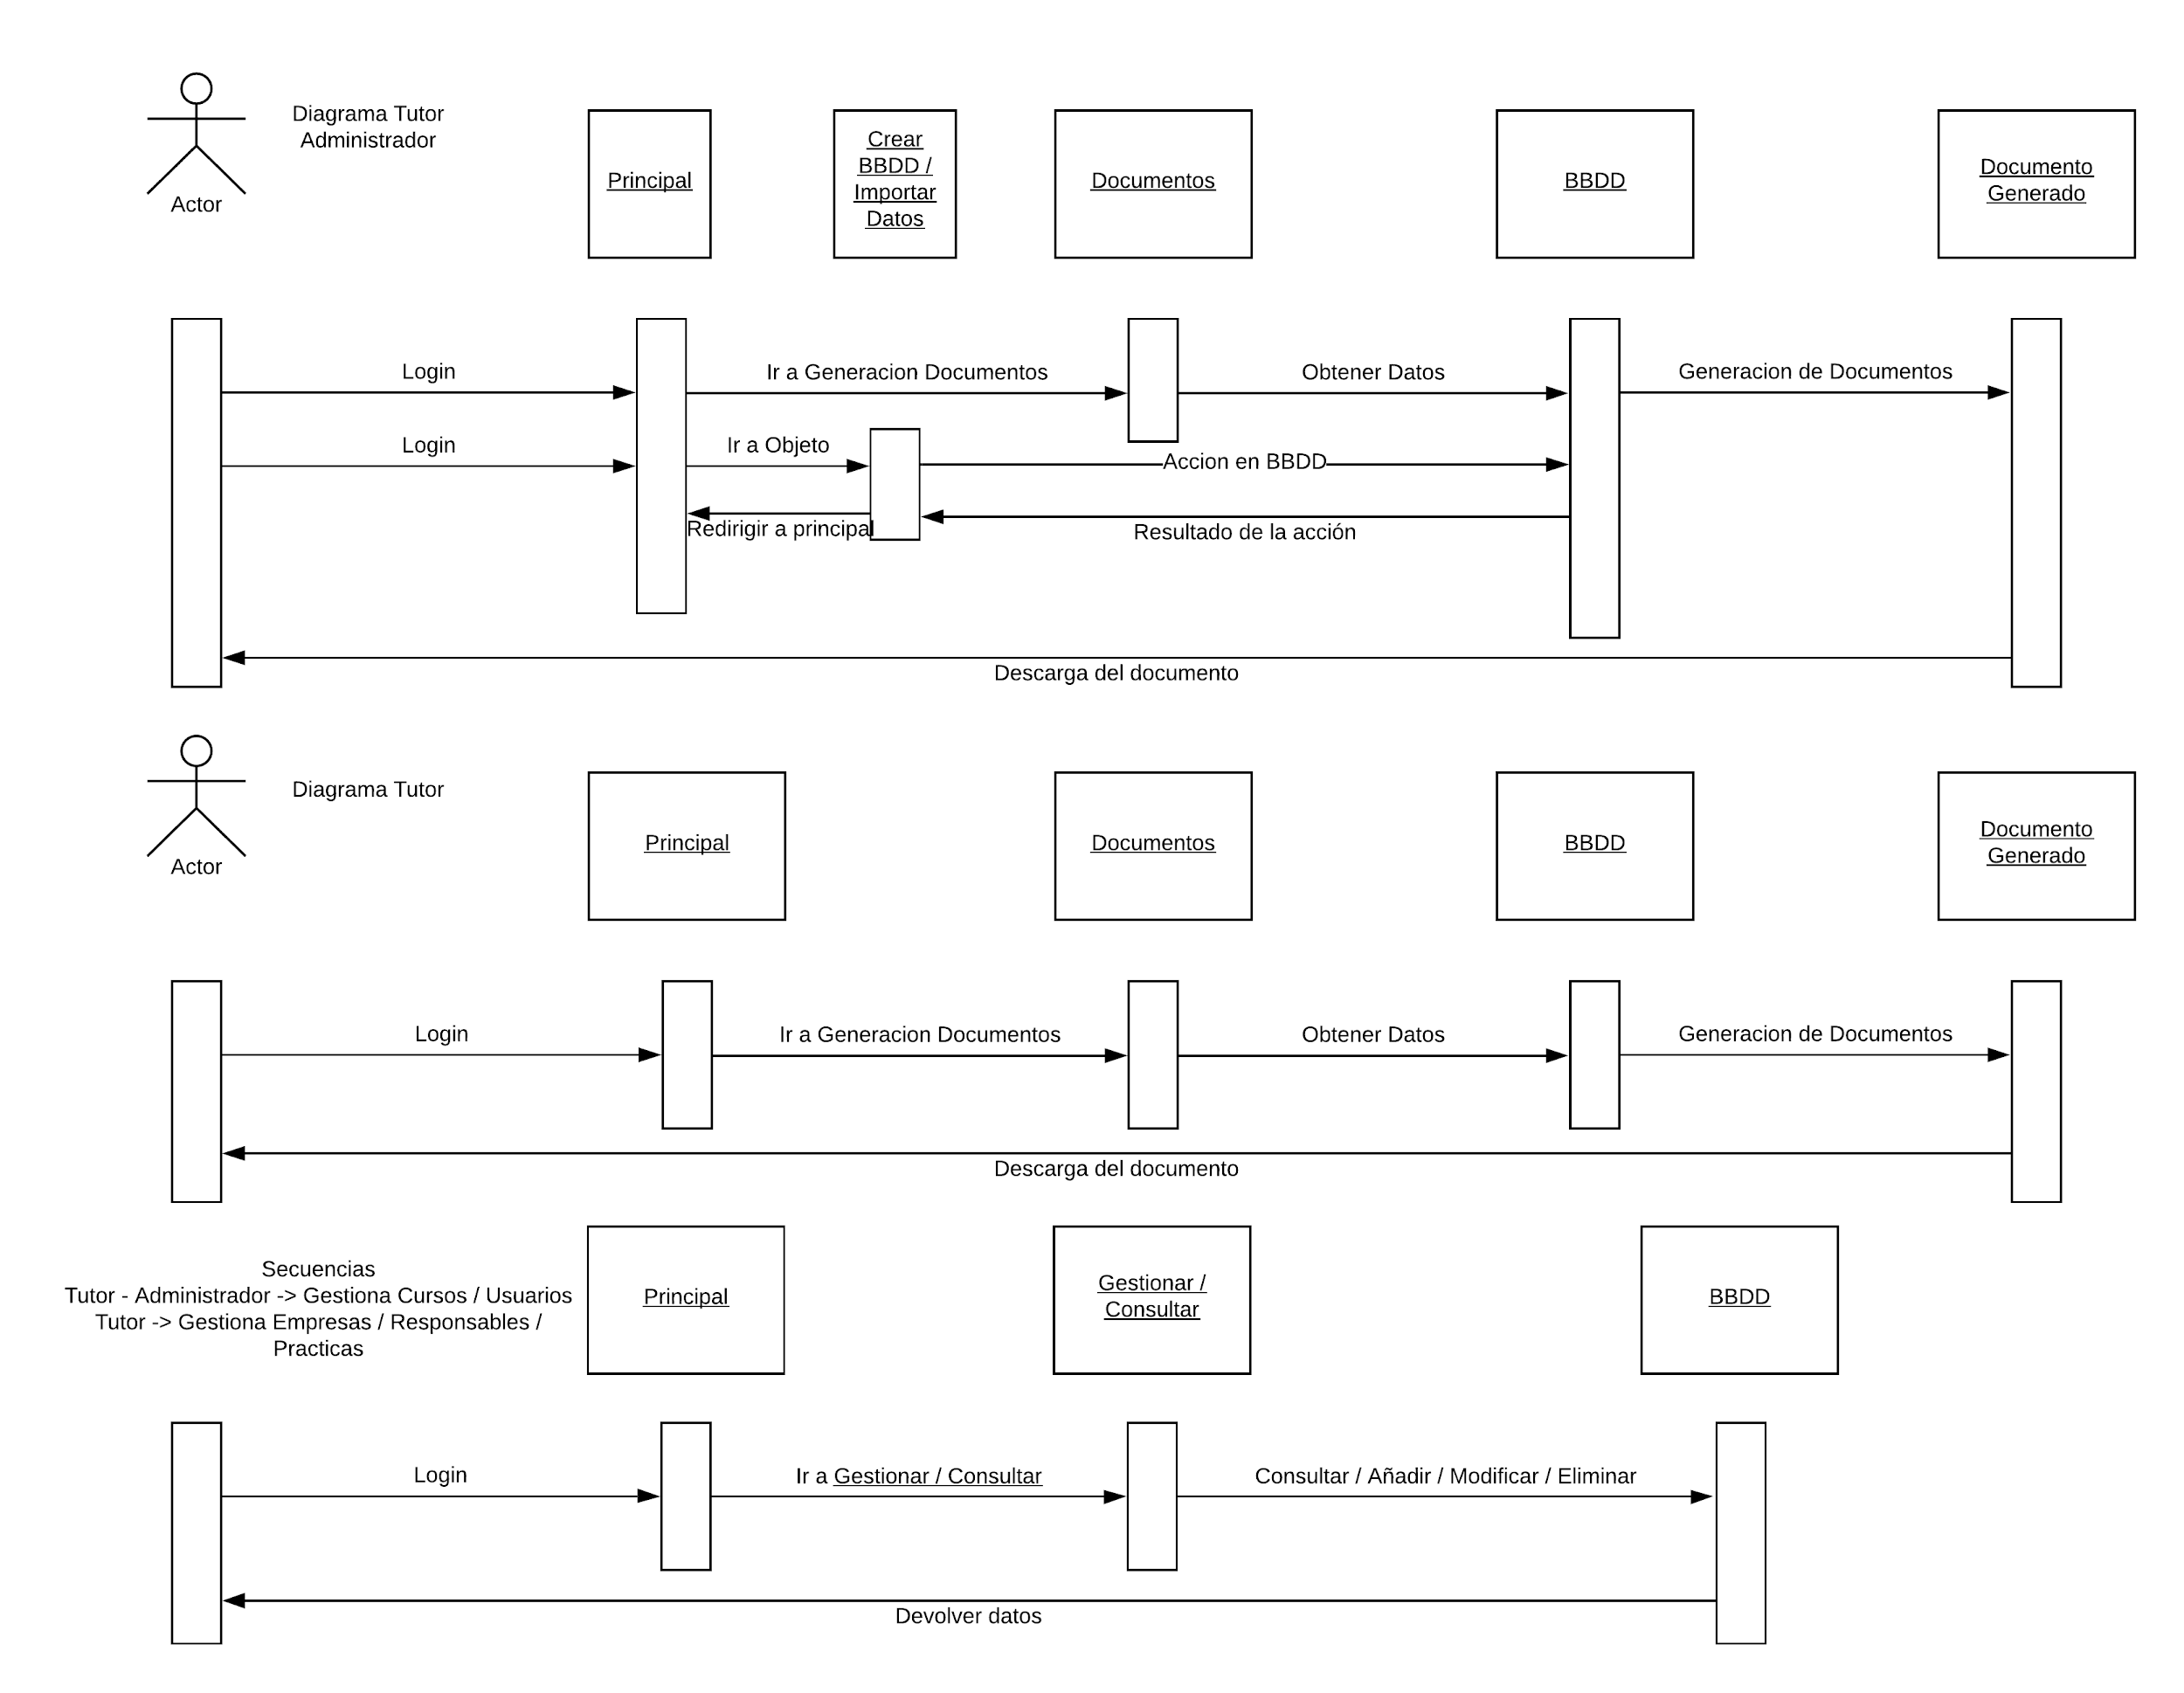 Diagrama Tutor
Administrador
Actor
Principal
Crear
BBDD /
Importar
Datos
Documentos
BBDD
Documento
Generado
Login
Ir a Generacion Documentos
Obtener Datos
Generacion de Documentos
Login
Ir a Objeto
Accion en BBDD
Redirigir a principal
Resultado de la acción
Descarga del documento
Diagrama Tutor
Actor
Principal
Documentos
BBDD
Documento
Generado
Login
Ir a Generacion Documentos
Obtener Datos
Generacion de Documentos
Descarga del documento
Secuencias
Tutor - Administrador -> Gestiona Cursos / Usuarios
Tutor -> Gestiona Empresas / Responsables /
Practicas
Principal
Gestionar /
Consultar
BBDD
Login
Ir a Gestionar / Consultar
Consultar / Añadir / Modificar / Eliminar
Devolver datos